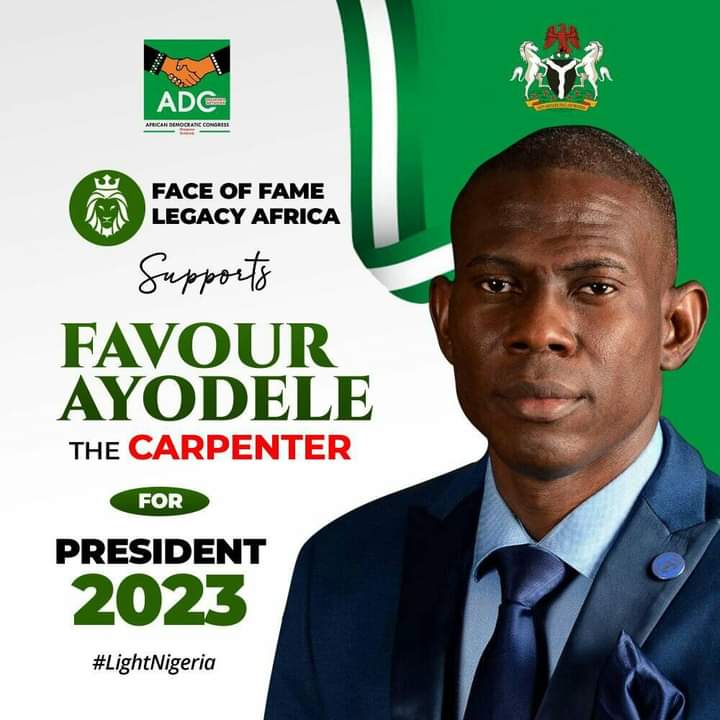 ADC
AFRICAN DEMOCRATIC CONGRESS
FACE OF FAME
LEGACY AFRICA
Supports
FAVOUR
AYODELE
THE CARPENTER
FOR
PRESIDENT
2023
#LightNigeria